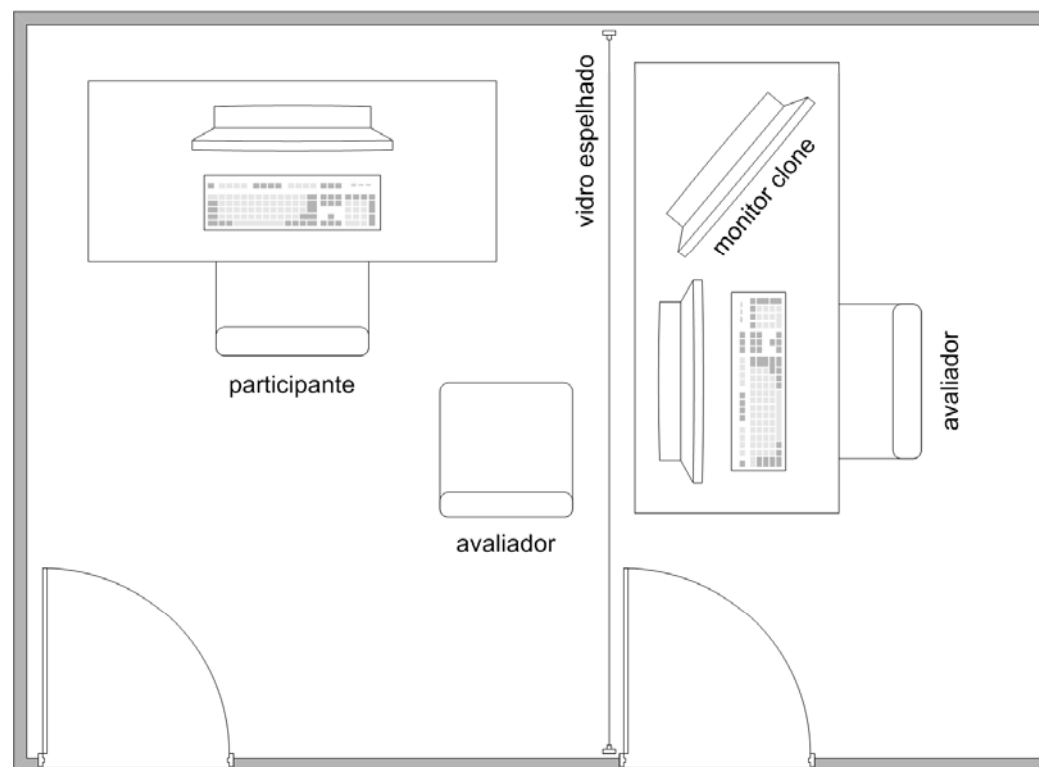 vidro espelhado
monitor clone
participante
avaliador
avaliador